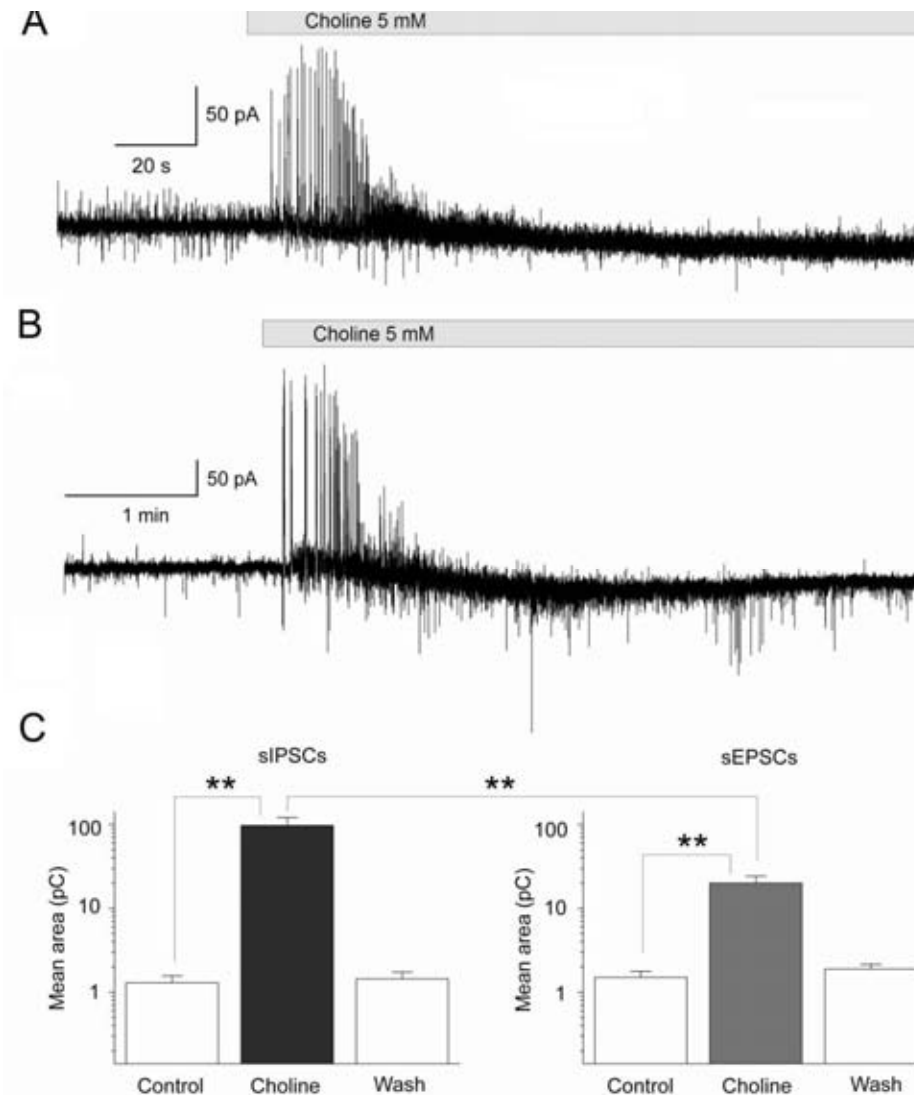 A
Choline 5 mM
50 pA
20 s
B
Choline 5 mM
50 pA
1 min
C
sIPSCs
sEPSCs
**
**
**
Mean area (pC)
100
10
1
Control Choline Wash
Mean area (pC)
100
10
1
Control Choline Wash